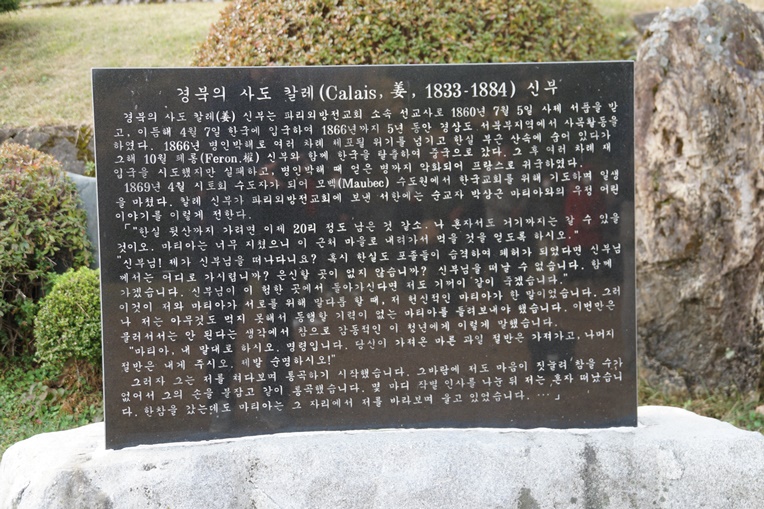 경북의 사도 칼레(Calais, 姜, 1833-1884) 신부
경북의 사도 칼레(姜) 신부는 파리외방전교회 소속 선교사로 1860년 7월 5일 사제 서품을 받
고, 이듬해 4월 7일 한국에 입국하여 1866년까지 5년 동안 경상도 서북부지역에서 사목활동을
하였다. 1866년 병인박해로 여러 차례 체포될 위기를 넘기고 한실 부근 산속에 숨어 있다가
그해 10월 페롱(Feron, 權) 신부와 함께 한국을 탈출하여 중국으로 갔다. 그 후 여러 차례 재
입국을 시도했지만 실패하고, 병인박해 때 얻은 병까지 악화되어 프랑스로 귀국하였다.
1869년 4월 시토회 수도자가 되어 모벡(Maubec) 수도원에서 한국교회를 위해 기도하며 일생
을 마쳤다. 칼레 신부가 파리외방전교회에 보낸 서한에는 순교자 박상근 마티아와의 우정 어린
이야기를 이렇게 전한다.
「"한실 뒷산까지 가려면 이제 20리 정도 남은 것 같소. 나 혼자서도 거기까지는 갈 수 있을
것이오. 마티아는 너무 지쳤으니 이 근처 마을로 내려가서 먹을 것을 얻도록 하시오."
"신부님! 제가 신부님을 떠나다니요? 혹시 한실도 포졸들이 습격하여 폐허가 되었다면 신부님
께서는 어디로 가시렵니까? 은신할 곳이 없지 않습니까? 신부님을 떠날 수 없습니다. 함께
가겠습니다. 신부님이 이 험한 곳에서 돌아가신다면 저도 기꺼이 같이 죽겠습니다."
이것이 저와 마티아가 서로를 위해 말다툼 할 때, 저 헌신적인 마티아가 한 말이었습니다. 그러
나 저는 아무것도 먹지 못해서 동행할 기력이 없는 마티아를 돌려보내야 했습니다. 이번만은
물러서서는 안 된다는 생각에서 참으로 감동적인 이 청년에게 이렇게 말했습니다.
"마티아, 내 말대로 하시오. 명령입니다. 당신이 가져온 마른 과일 절반은 가져가고, 나머지
절반은 내게 주시오. 제발 순명하시오!"
그러자 그는 저를 쳐다보며 통곡하기 시작했습니다. 그바람에 저도 마음이 짓눌려 참을 수가
없어서 그의 손을 붙잡고 같이 통곡했습니다. 몇 마디 작별 인사를 나눈 뒤 저는 혼자 떠났습니
다. 한참을 갔는데도 마티아는 그 자리에서 저를 바라보며 울고 있었습니다. …」